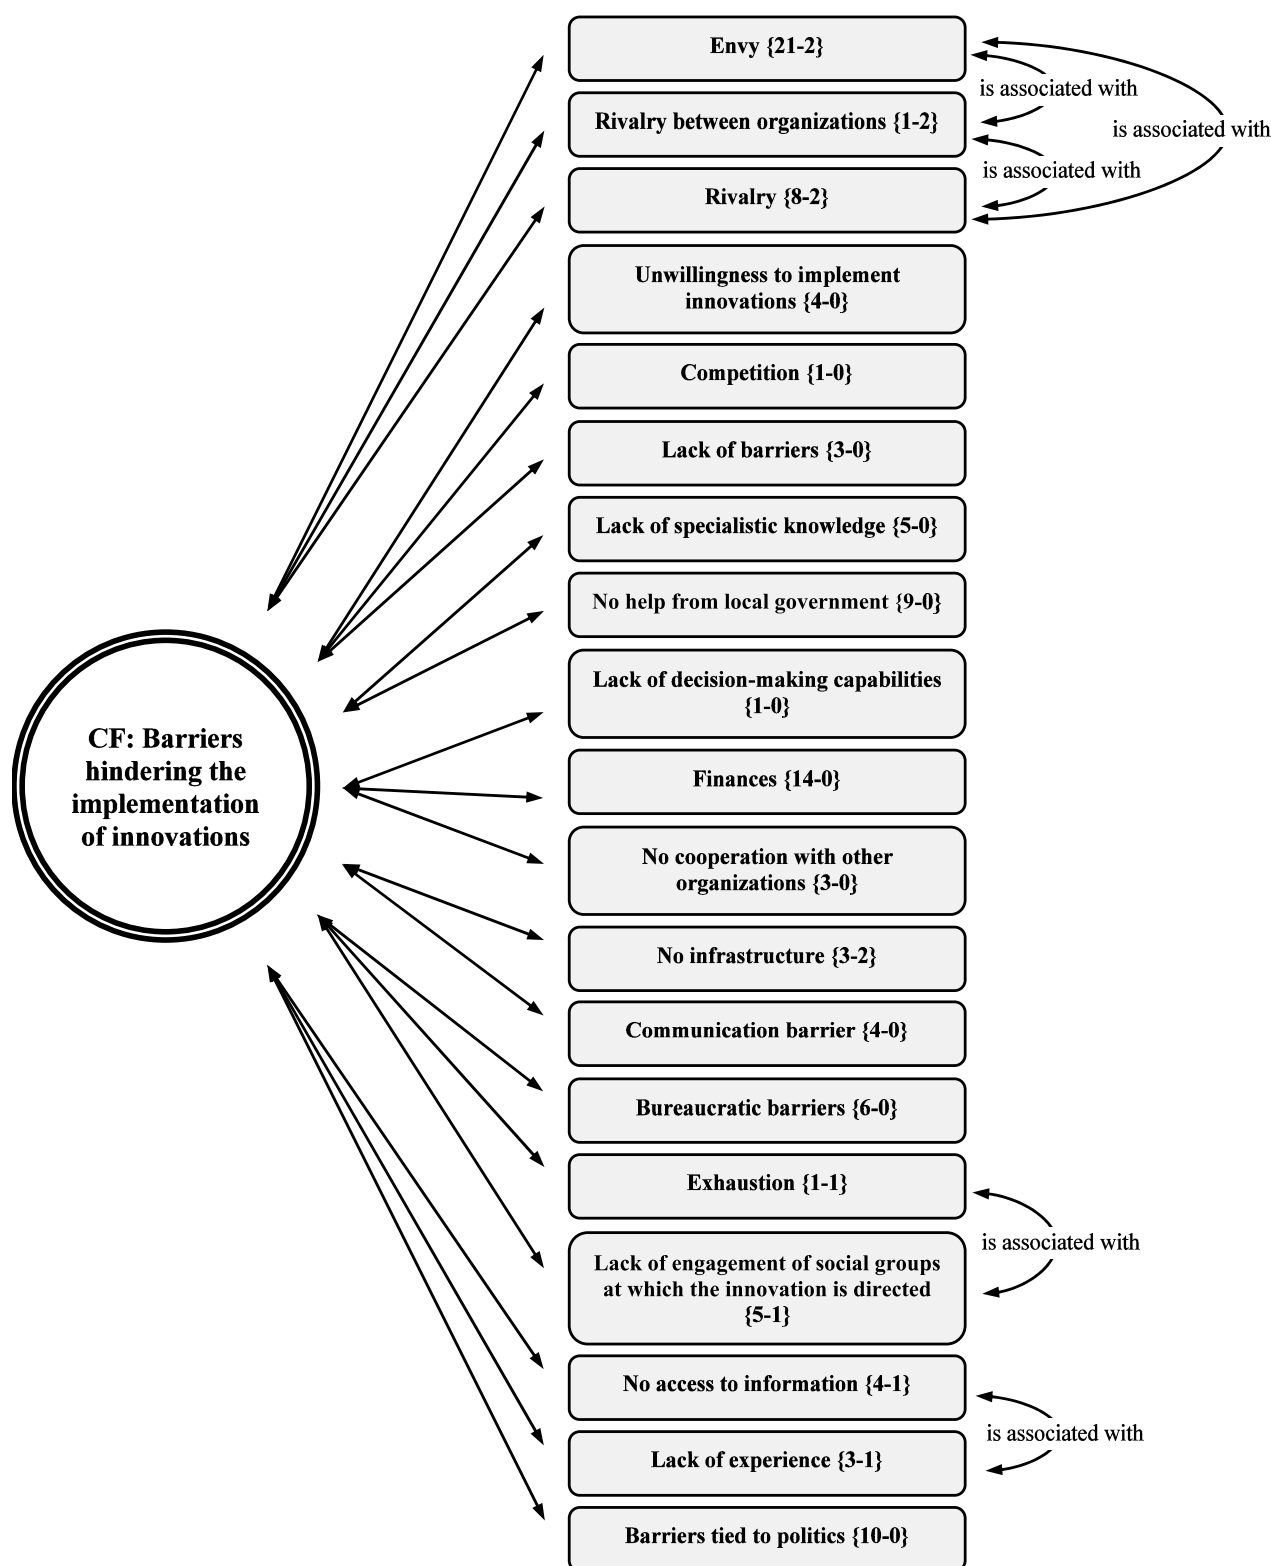 CF: Barriers
hindering the
implementation
of innovations
Envy {21-2}
Rivalry between organizations {1-2}
Rivalry {8-2}
Unwillingness to implement
innovations {4-0}
Competition {1-0}
Lack of barriers {3-0}
Lack of specialistic knowledge {5-0}
No help from local government {9-0}
Lack of decision-making capabilities
{1-0}
Finances {14-0}
No cooperation with other
organizations {3-0}
No infrastructure {3-2}
Communication barrier {4-0}
Bureaucratic barriers {6-0}
Exhaustion {1-1}
Lack of engagement of social groups
at which the innovation is directed
{5-1}
No access to information {4-1}
Lack of experience {3-1}
Barriers tied to politics {10-0}
is associated with
is associated with
is associated with
is associated with
is associated with